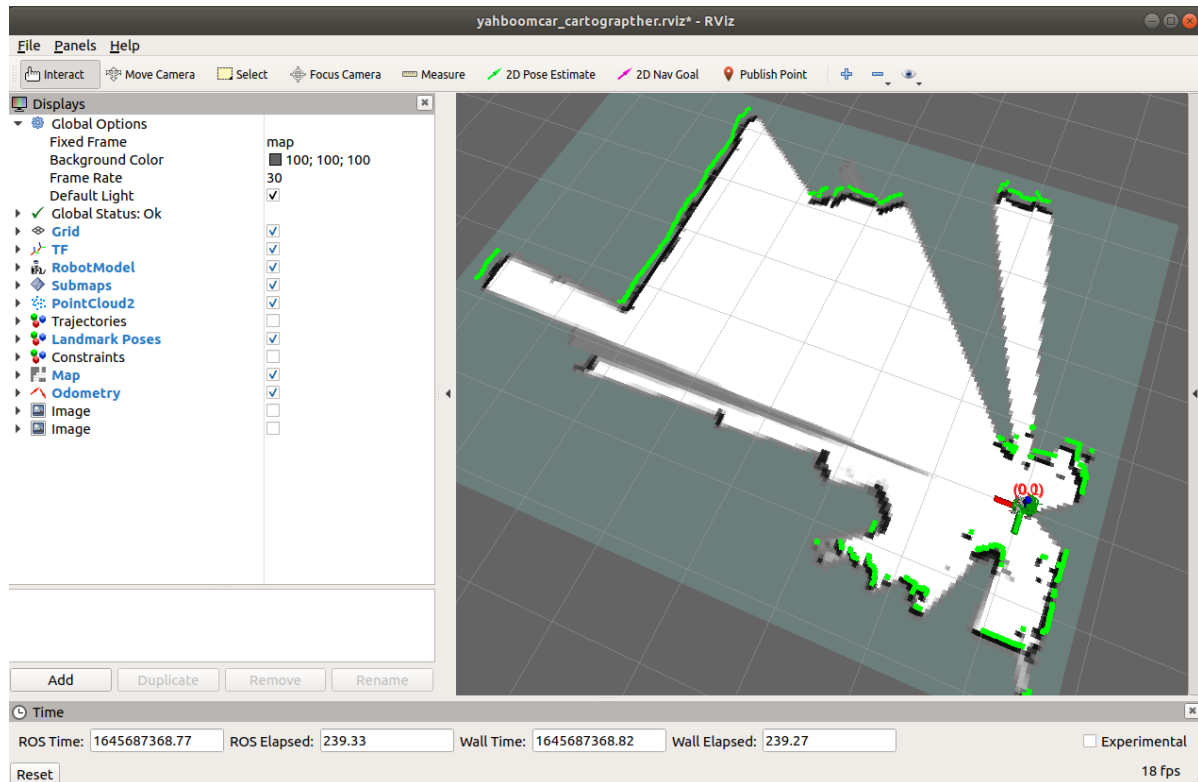 yahboomcar_cartograpther.rviz* - RViz
File Panels Help
Interact Move Camera Select Focus Camera Measure 2D Pose Estimate 2D Nav Goal Publish Point
Displays
Global Options
Fixed Frame map
Background Color 100; 100; 100
Frame Rate 30
Default Light
Global Status: Ok
Grid
TF
RobotModel
Submaps
PointCloud2
Trajectories
Landmark Poses
Constraints
Map
Odometry
Image
Image
(0,1)
Add Duplicate Remove Rename
Time
ROS Time: 1645687368.77 ROS Elapsed: 239.33 Wall Time: 1645687368.82 Wall Elapsed: 239.27 Experimental
Reset 18 fps